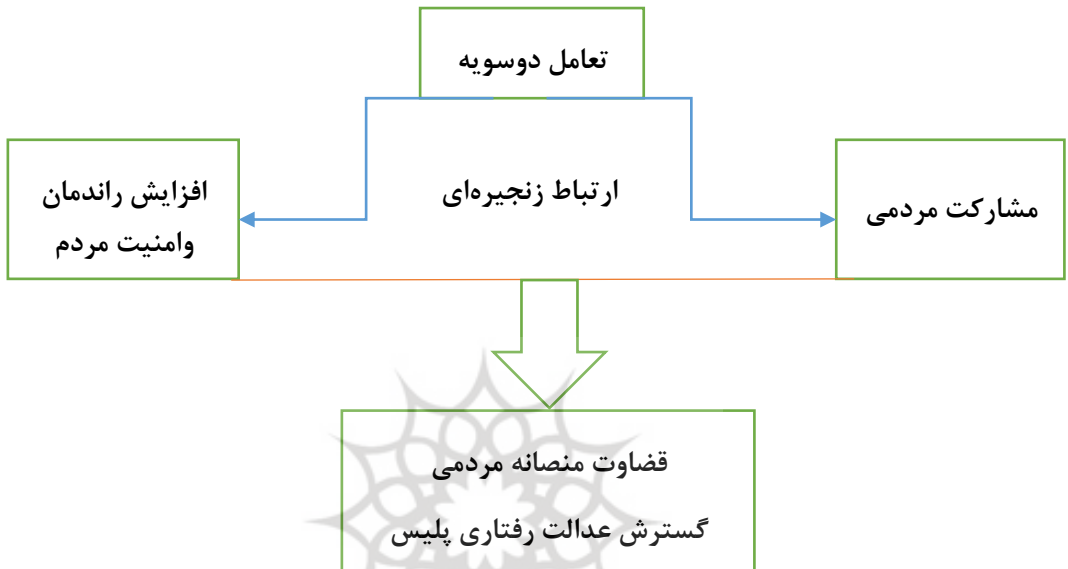 تعامل دوسویه
ارتباط زنجیره‌ای
مشارکت مردمی
افزایش راندمان
وامنیت مردم
قضاوت منصانه مردمی
گسترش عدالت رفتاری پلیس